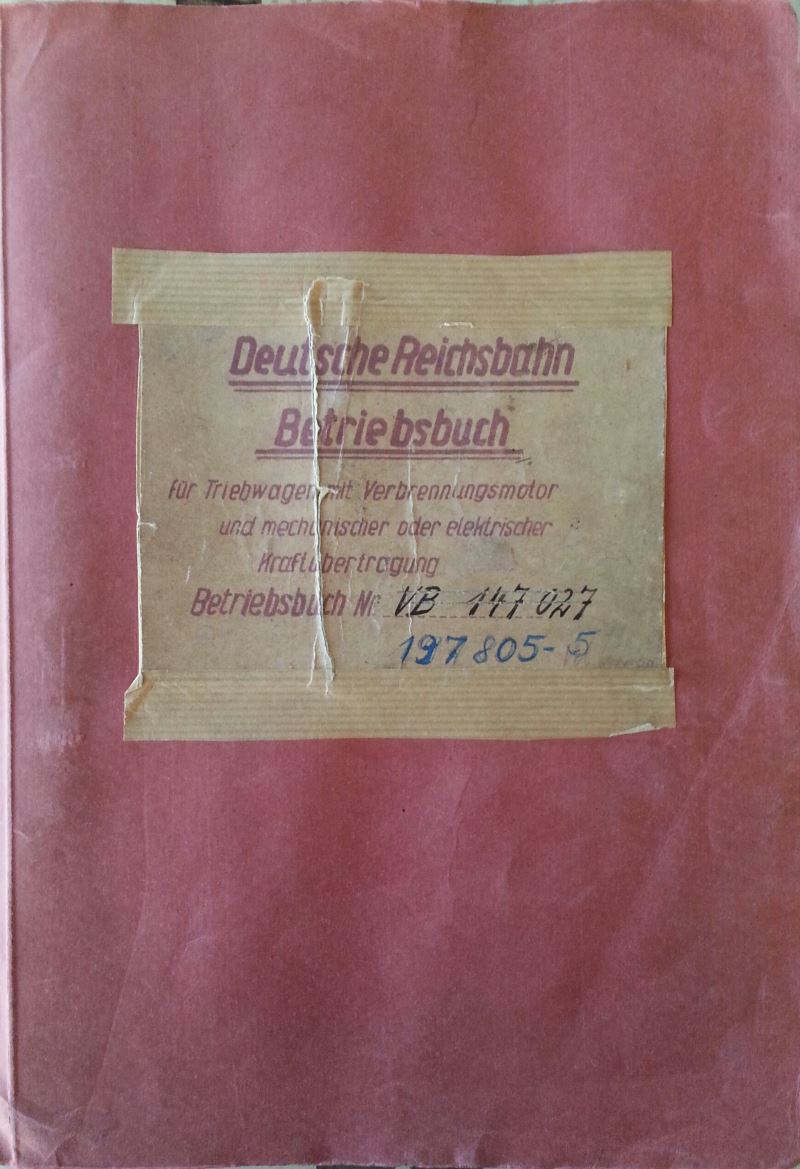 Deutsche Reichsbahn
Betriebsbuch
für Triebwagen mit Verbrennungsmotor
und mechanischer oder elektrischer
Kraftübertragung
Betriebsbuch Nr. VB 147 027
197 805-5